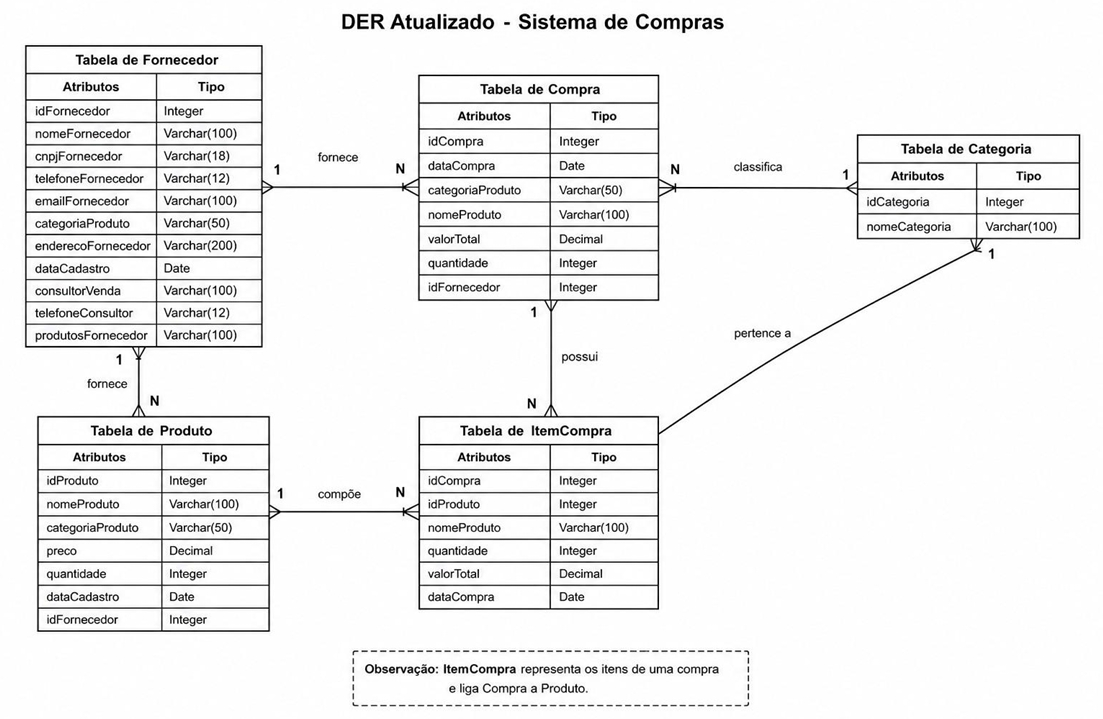 DER Atualizado - Sistema de Compras
Tabela de Fornecedor
Atributos Tipo
idFornecedor Integer
nomeFornecedor Varchar(100)
cnpjFornecedor Varchar(18)
telefoneFornecedor Varchar(12)
emailFornecedor Varchar(100)
categoriaProduto Varchar(50)
enderecoFornecedor Varchar(200)
dataCadastro Date
consultorVenda Varchar(100)
telefoneConsultor Varchar(12)
produtosFornecedor Varchar(100)
1
fornece
N
Tabela de Compra
Atributos Tipo
idCompra Integer
dataCompra Date
categoriaProduto Varchar(50)
nomeProduto Varchar(100)
valorTotal Decimal
quantidade Integer
idFornecedor Integer
N
classifica
1
Tabela de Categoria
Atributos Tipo
idCategoria Integer
nomeCategoria Varchar(100)
1
pertence a
1
possui
N
1
fornece
N
Tabela de Produto
Atributos Tipo
idProduto Integer
nomeProduto Varchar(100)
categoriaProduto Varchar(50)
preco Decimal
quantidade Integer
dataCadastro Date
idFornecedor Integer
1
compõe
N
Tabela de ItemCompra
Atributos Tipo
idCompra Integer
idProduto Integer
nomeProduto Varchar(100)
quantidade Integer
valorTotal Decimal
dataCompra Date
Observação: ItemCompra representa os itens de uma compra
e liga Compra a Produto.